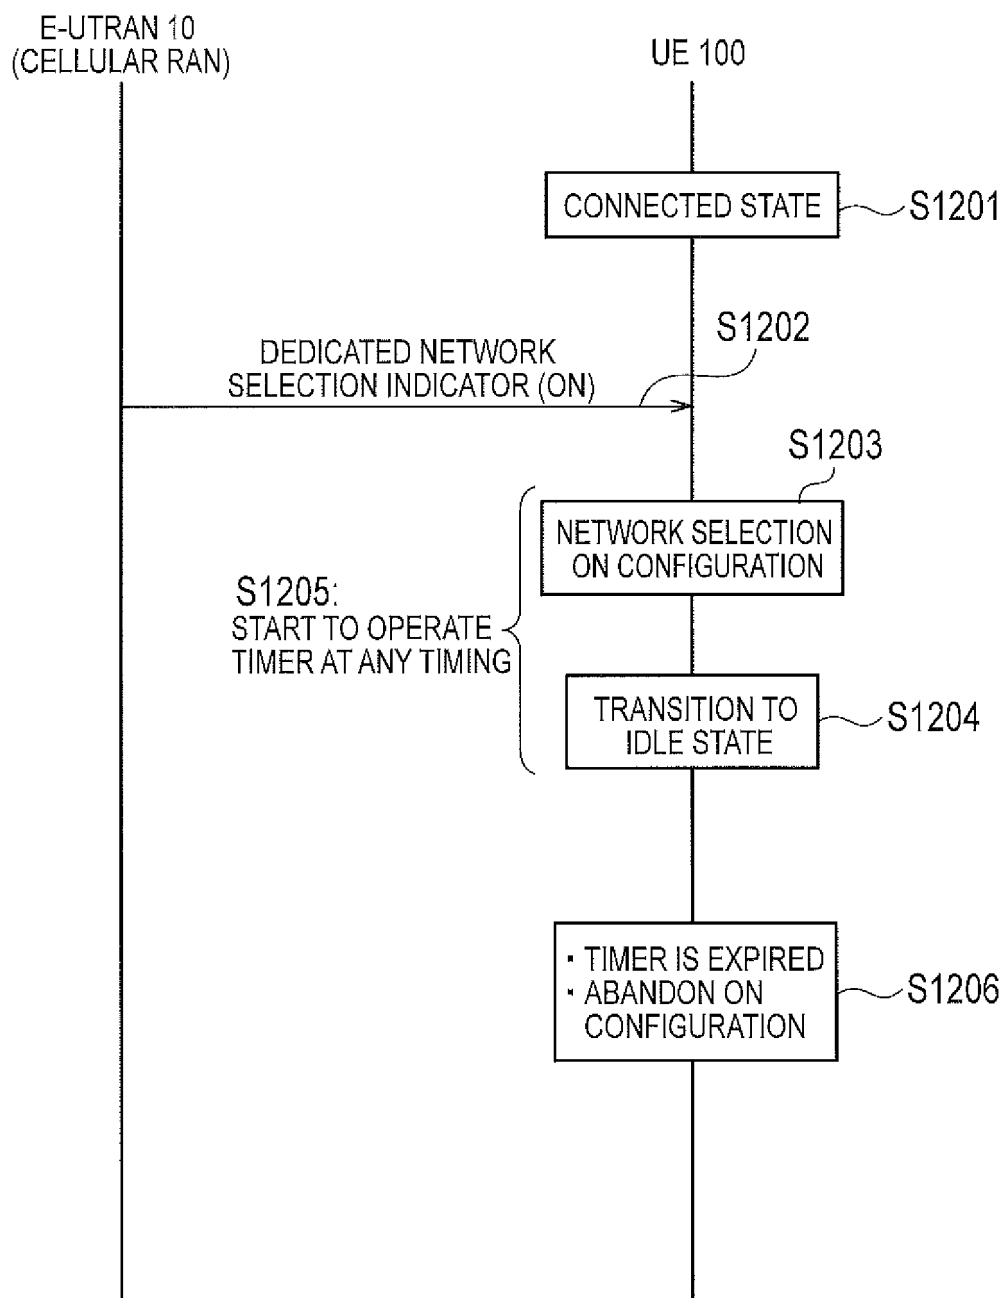 E-UTRAN 10
(CELLULAR RAN)
UE 100
CONNECTED STATE
S1201
S1202
DEDICATED NETWORK
SELECTION INDICATOR (ON)
S1203
NETWORK SELECTION
ON CONFIGURATION
S1205:
START TO OPERATE
TIMER AT ANY TIMING
TRANSITION TO
IDLE STATE
S1204
· TIMER IS EXPIRED
· ABANDON ON
CONFIGURATION
S1206